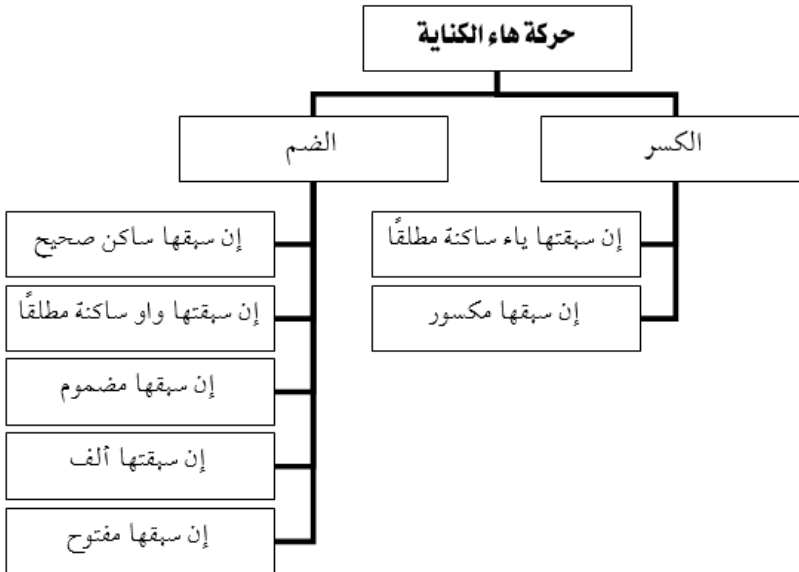 حركة هاء الكناية
الكسر
إن سبقتها ياء ساكنة مطلقًا
إن سبقها مكسور
الضم
إن سبقها ساكن صحيح
إن سبقتها واو ساكنة مطلقًا
إن سبقها مضموم
إن سبقتها ألف
إن سبقها مفتوح